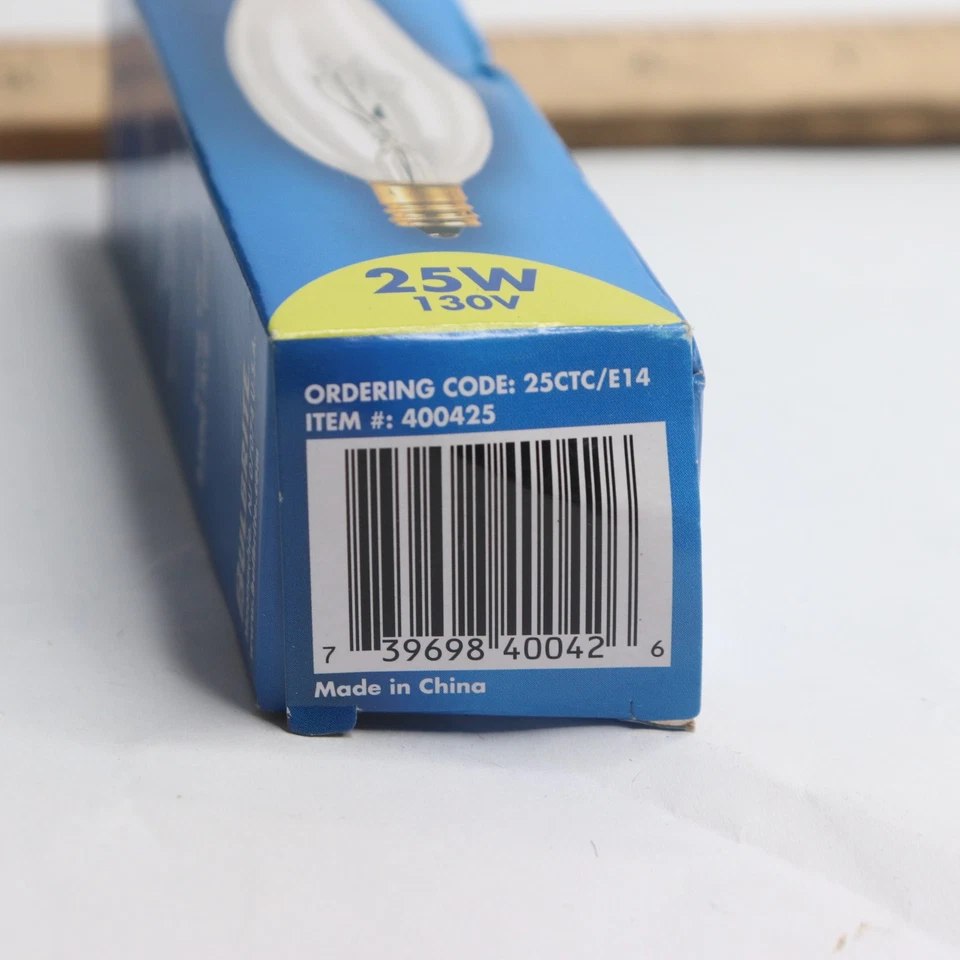 25W
130V
ORDERING CODE: 25CTC/E14
ITEM #: 400425
7 39698 40042 6
Made in China